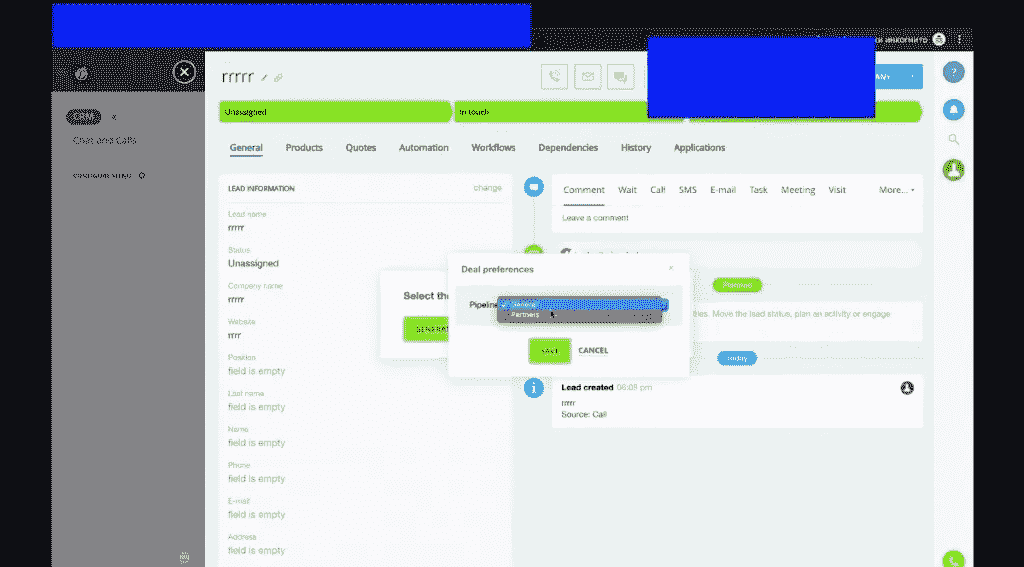 ки инкогнито
rrrrr
Unassigned
In touch
CRM
Chat and Calls
CONFIGURE MENU
General
Products
Quotes
Automation
Workflows
Dependencies
History
Applications
LEAD INFORMATION
change
Lead name
rrrrr
Status
Unassigned
Company name
rrrrr
Website
rrrr
Position
field is empty
Last name
field is empty
Name
field is empty
Phone
field is empty
E-mail
field is empty
Address
field is empty
Comment
Wait
Call
SMS
E-mail
Task
Meeting
Visit
More...
Leave a comment
Planned
Move the lead status, plan an activity or engage
Today
Lead created 06:08 pm
rrrrr
Source: Call
Select the
GENERA
Deal preferences
Pipeline
General
Partners
SAVE
CANCEL